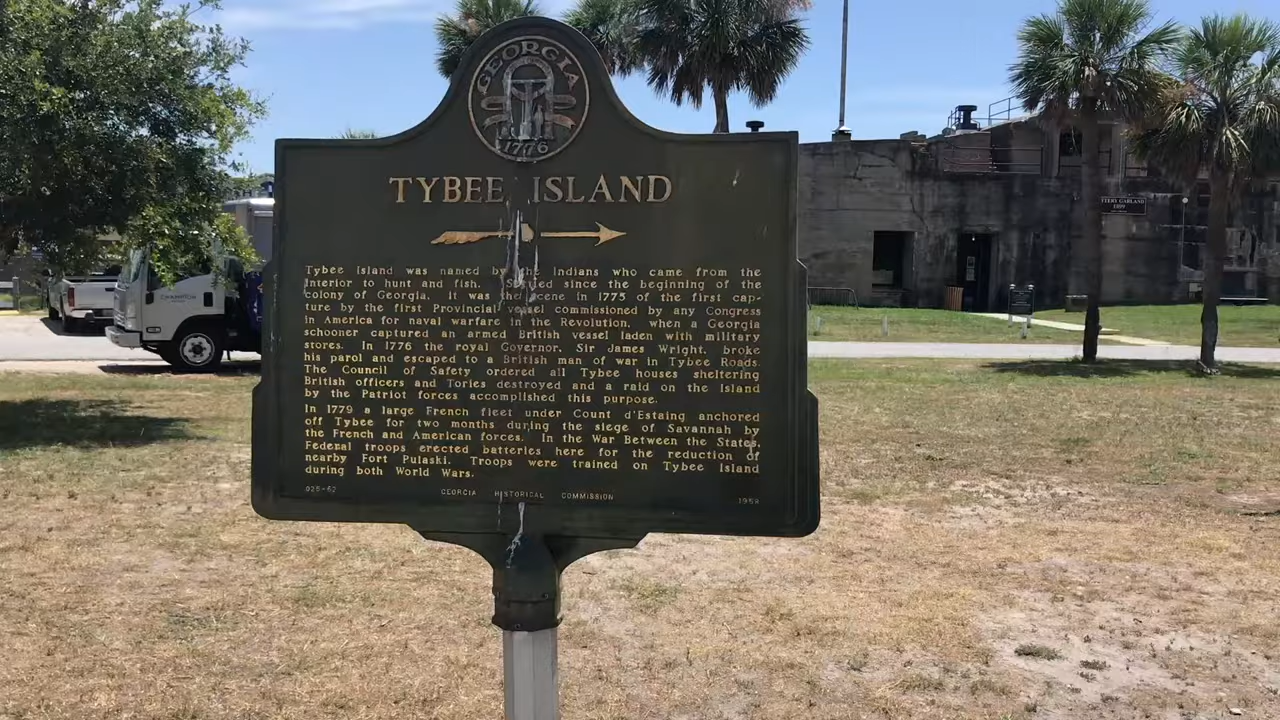 GEORGIA
1776
TYBEE ISLAND
Tybee Island was named by the Indians who came from the
interior to hunt and fish. Settled since the beginning of the
colony of Georgia, it was the scene in 1775 of the first cap-
ture by the first Provincial vessel commissioned by any Congress
in America for naval warfare in the Revolution, when a Georgia
schooner captured an armed British vessel laden with military
stores. In 1776 the royal Governor, Sir James Wright, broke
his parol and escaped to a British man of war in Tybee Roads.
The Council of Safety ordered all Tybee houses sheltering
British officers and Tories destroyed and a raid on the Island
by the Patriot forces accomplished this purpose.
In 1779 a large French fleet under Count d'Estaing anchored
off Tybee for two months during the siege of Savannah by
the French and American forces. In the War Between the States,
Federal troops erected batteries here for the reduction of
nearby Fort Pulaski. Troops were trained on Tybee Island
during both World Wars.
025-62 GEORGIA HISTORICAL COMMISSION 1958
CHAMPION
GARLAND
1899